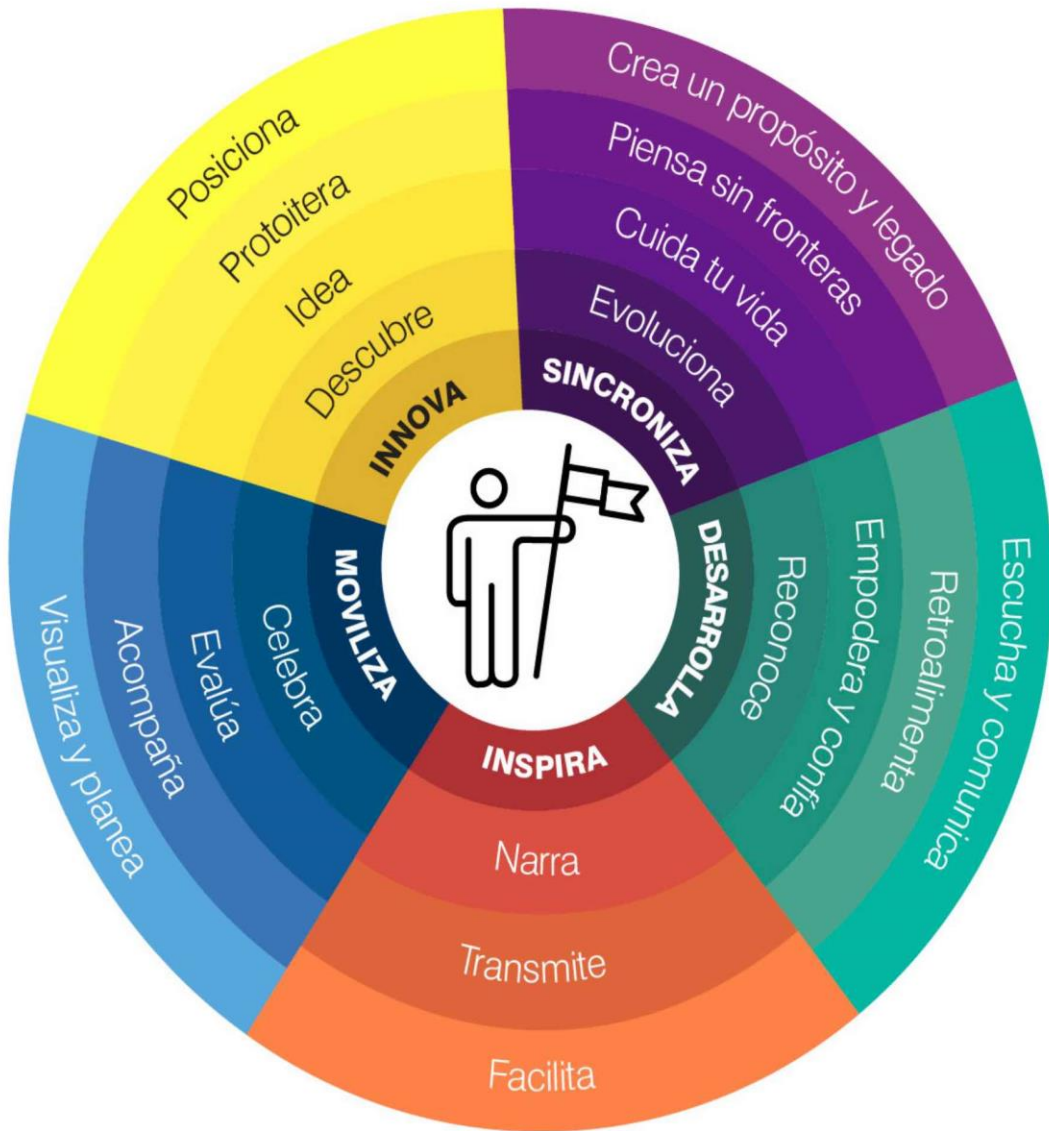 Crea un propósito y legado
Piensa sin fronteras
Cuida tu vida
Evoluciona
SINCRONIZA
Escucha y comunica
Retroalimenta
Empodera y confía
Reconoce
DESARROLLA
INSPIRA
Narra
Transmite
Facilita
Visualiza y planea
Acompaña
Evalúa
Celebra
MOVILIZA
Posiciona
Protoitera
Idea
Descubre
INNOVA